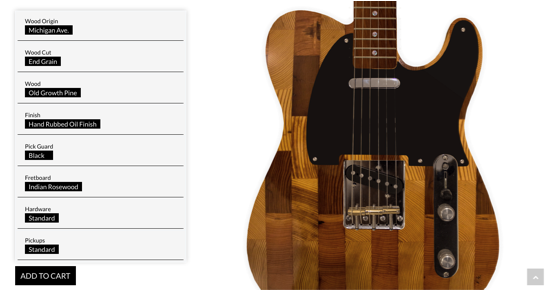 Wood Origin
Michigan Ave.
Wood Cut
End Grain
Wood
Old Growth Pine
Finish
Hand Rubbed Oil Finish
Pick Guard
Black
Fretboard
Indian Rosewood
Hardware
Standard
Pickups
Standard
ADD TO CART